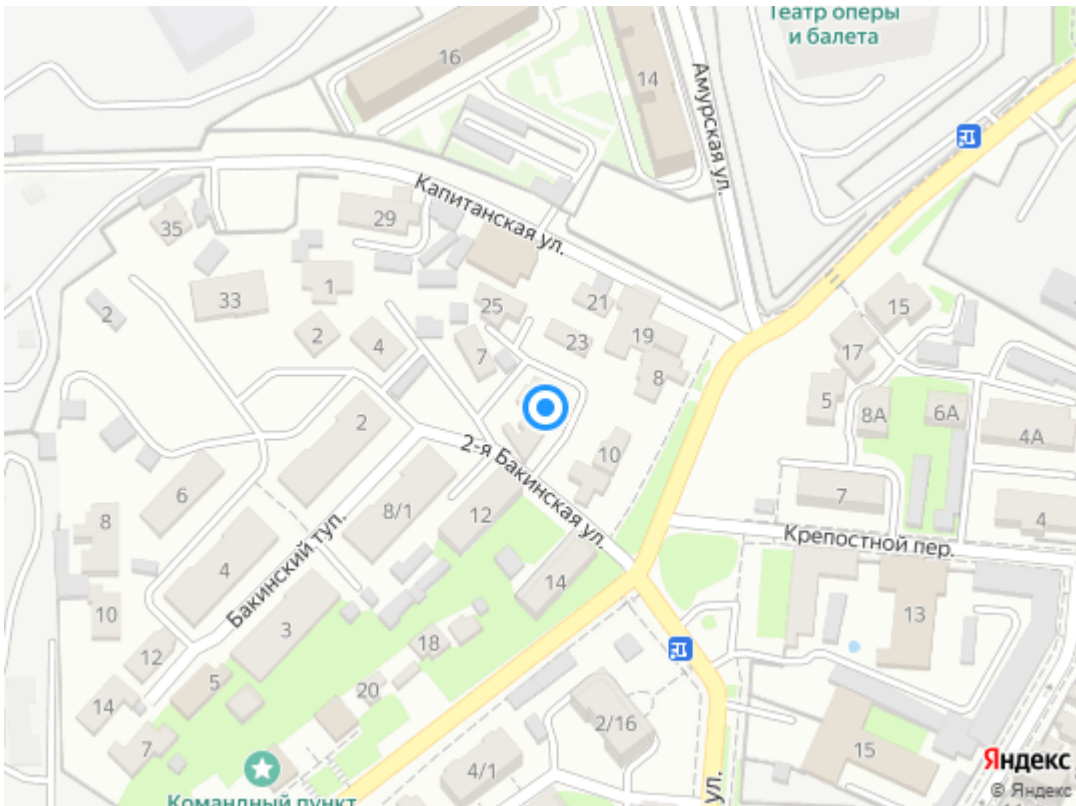 Театр оперы
и балета
16
14
Амурская ул.
Капитанская ул.
35
29
33
1
2
2
4
25
7
21
23
19
8
15
17
5
8А
6А
4А
10
2
6
8
8/1
12
2-я Бакинская ул.
7
4
Крепостной пер.
4
Бакинский туп.
14
10
3
13
12
18
5
14
20
7
2/16
15
4/1
Командный пункт
ул.
Яндекс
© Яндекс